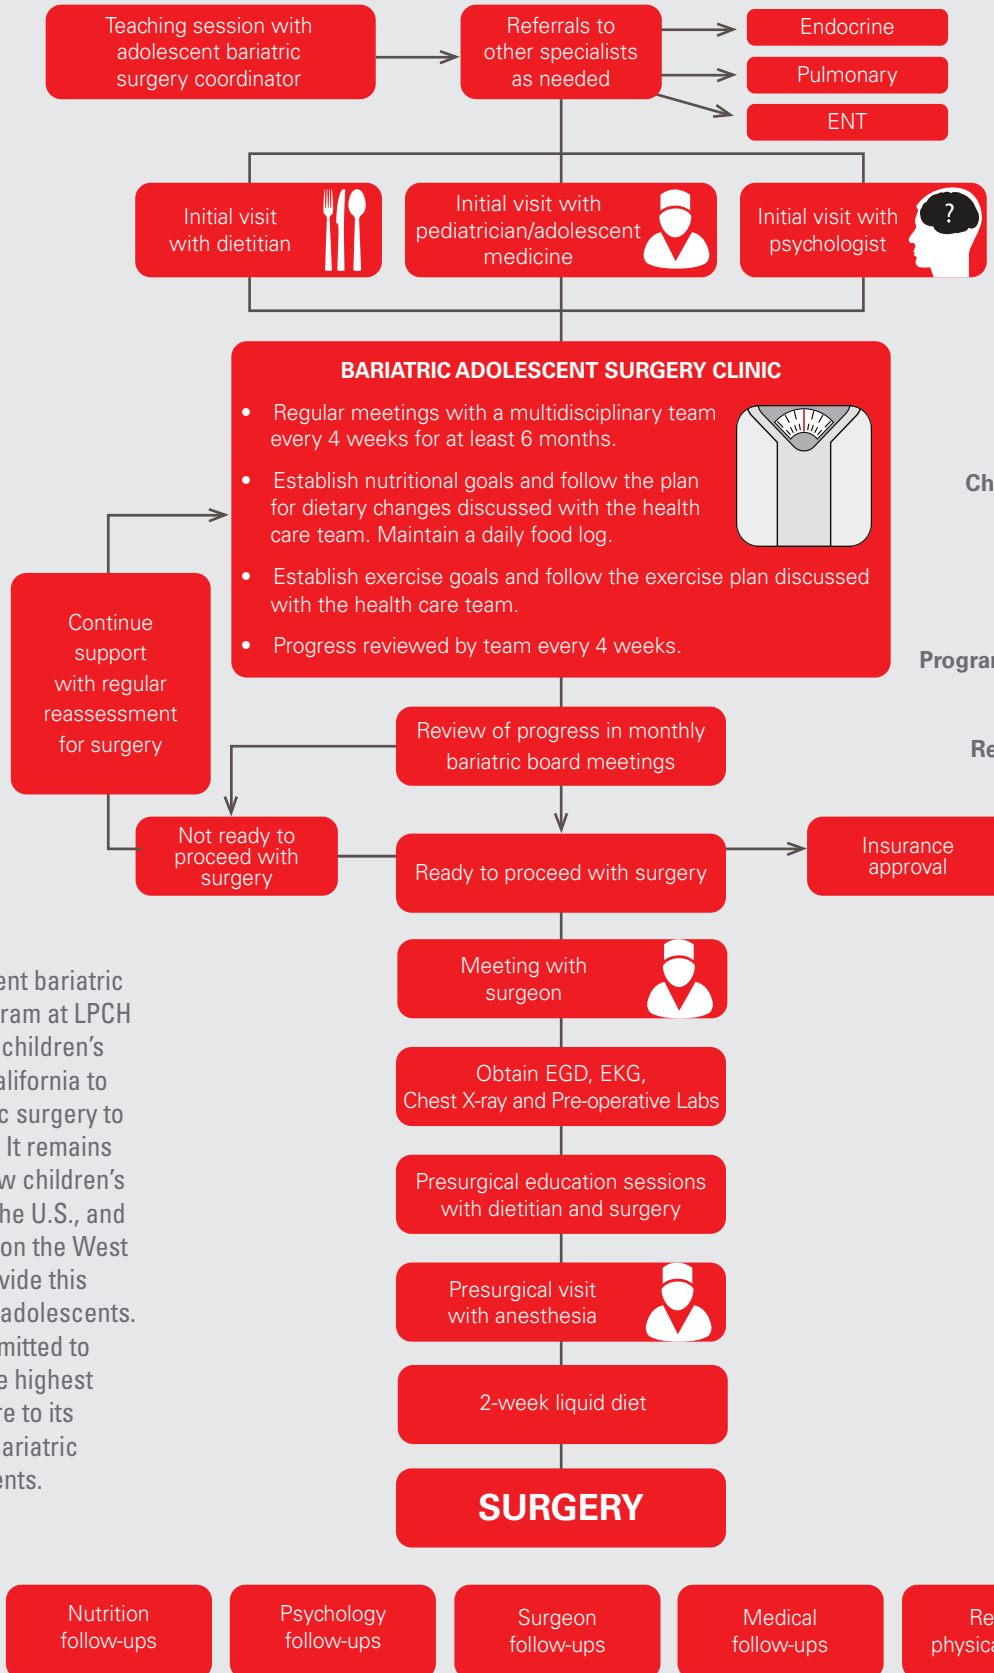 Teaching session with
adolescent bariatric
surgery coordinator
Referrals to
other specialists
as needed
Endocrine
Pulmonary
ENT
Initial visit
with dietitian
Initial visit with
pediatrician/adolescent
medicine
Initial visit with
psychologist
?
BARIATRIC ADOLESCENT SURGERY CLINIC
• Regular meetings with a multidisciplinary team
every 4 weeks for at least 6 months.
• Establish nutritional goals and follow the plan
for dietary changes discussed with the health
care team. Maintain a daily food log.
• Establish exercise goals and follow the exercise plan discussed
with the health care team.
• Progress reviewed by team every 4 weeks.
Ch
Progra
Re
Continue
support
with regular
reassessment
for surgery
Review of progress in monthly
bariatric board meetings
Not ready to
proceed with
surgery
Ready to proceed with surgery
Insurance
approval
Meeting with
surgeon
Obtain EGD, EKG,
Chest X-ray and Pre-operative Labs
Presurgical education sessions
with dietitian and surgery
Presurgical visit
with anesthesia
2-week liquid diet
SURGERY
ent bariatric
ram at LPCH
children's
alifornia to
c surgery to
It remains
w children's
he U.S., and
on the West
vide this
adolescents.
mitted to
e highest
re to its
ariatric
ents.
Nutrition
follow-ups
Psychology
follow-ups
Surgeon
follow-ups
Medical
follow-ups
Re
physica